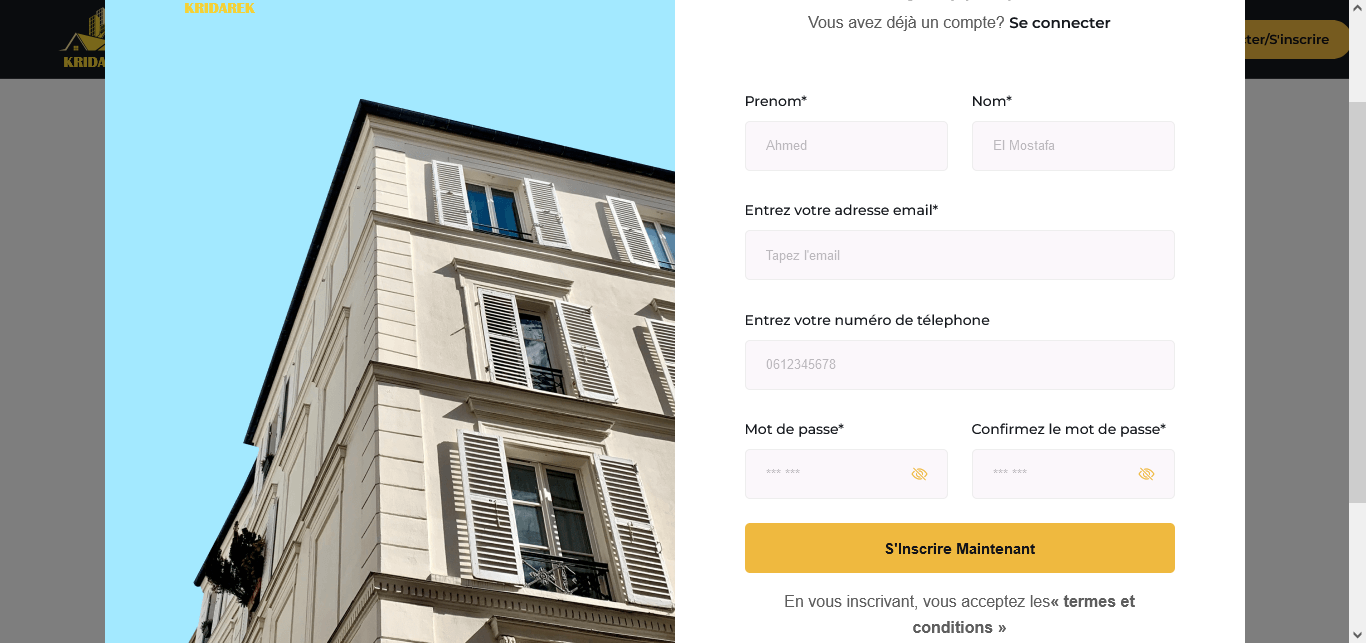 KRIDAREK
Vous avez déjà un compte? Se connecter
ter/S'inscrire
KRIDA
Prenom* Nom*
Ahmed El Mostafa
Entrez votre adresse email*
Tapez l'email
Entrez votre numéro de télephone
0612345678
Mot de passe* Confirmez le mot de passe*
*** *** *** ***
S'Inscrire Maintenant
En vous inscrivant, vous acceptez les« termes et
conditions »